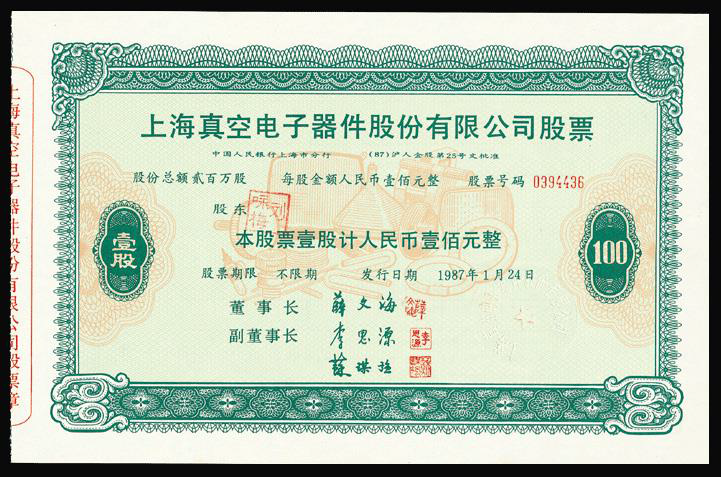 上海真空电子器件股份有限公司股票
中国人民银行上海市分行 (87)沪人金股第25号文批准
股份总额贰百万股 每股金额人民币壹佰元整 股票号码 0394436
股东
本股票壹股计人民币壹佰元整
壹股
100
股票期限 不限期 发行日期 1987年1月24日
董事长 薛文海
副董事长 李思源
上海真空电子器件股份有限公司股票章